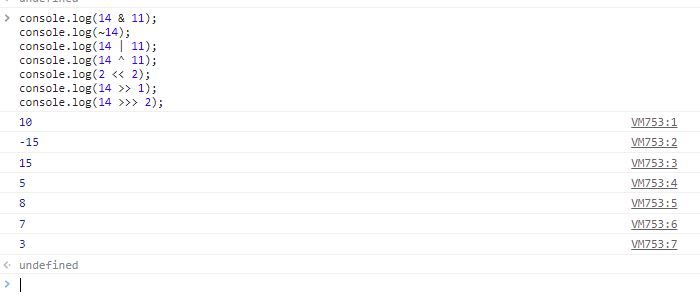 undefined
console.log(14 & 11);
console.log(~14);
console.log(14 | 11);
console.log(14 ^ 11);
console.log(2 << 2);
console.log(14 >> 1);
console.log(14 >>> 2);
10 VM753:1
-15 VM753:2
15 VM753:3
5 VM753:4
8 VM753:5
7 VM753:6
3 VM753:7
undefined